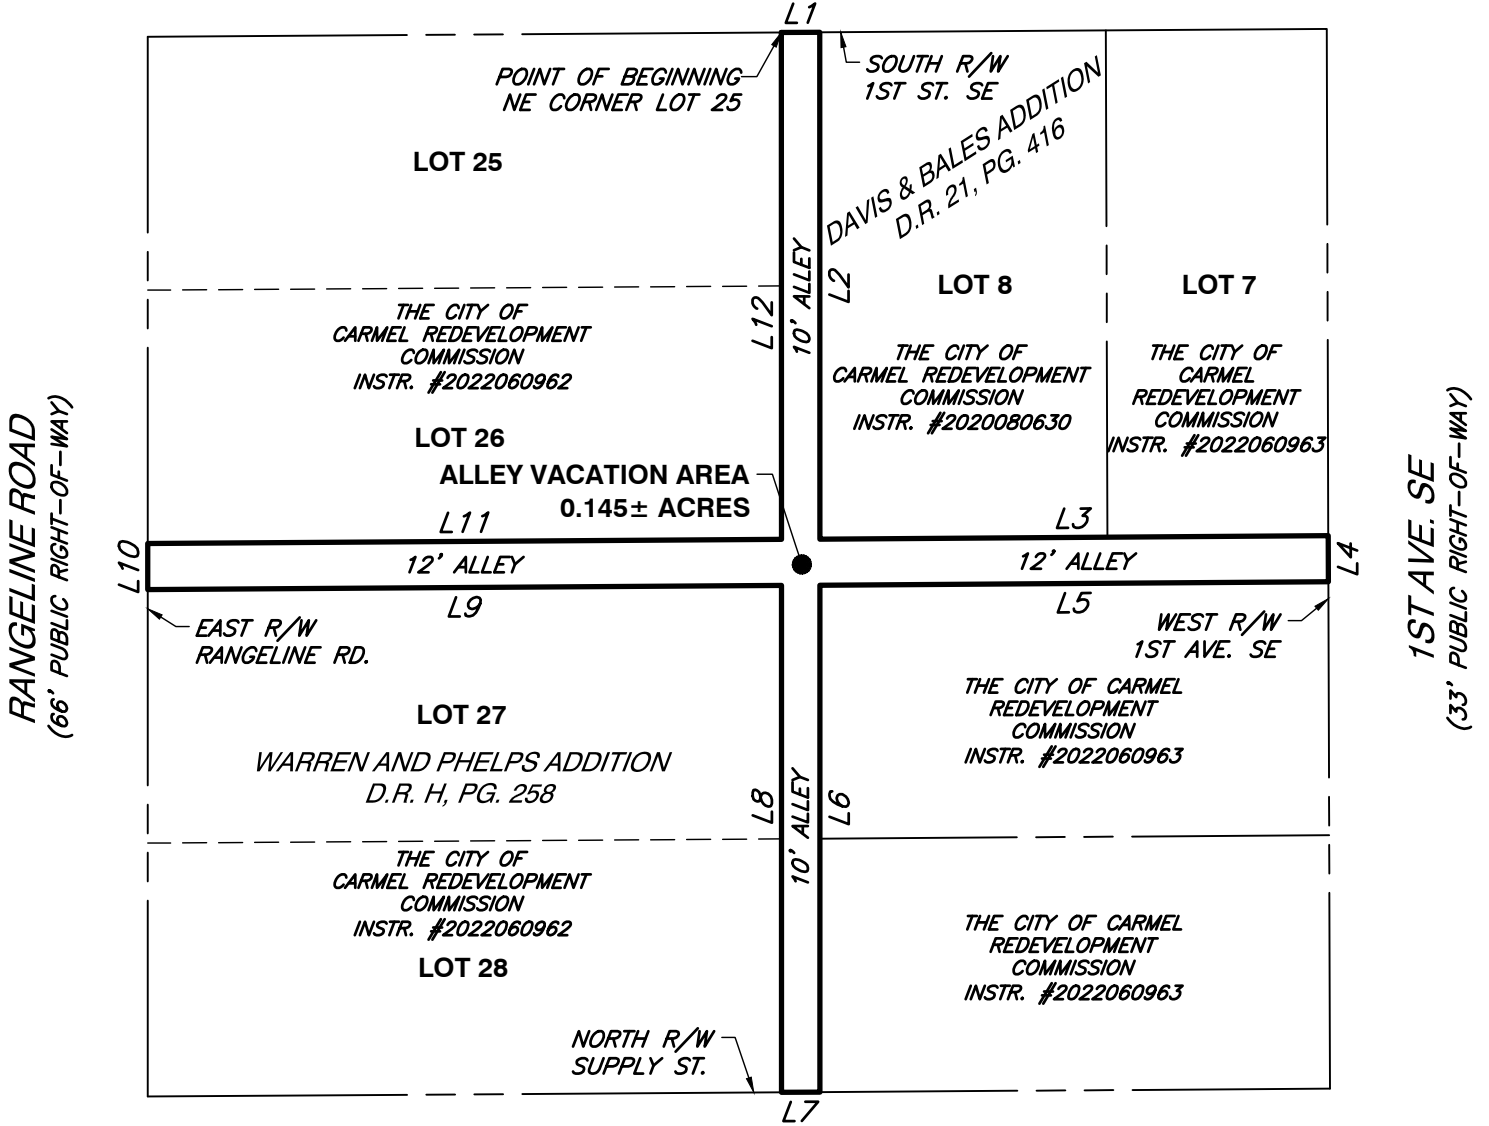 L1
POINT OF BEGINNING
NE CORNER LOT 25
SOUTH R/W
1ST ST. SE
LOT 25
DAVIS & BALES ADDITION
D.R. 21, PG. 416
10' ALLEY
L2
L12
LOT 8
LOT 7
THE CITY OF
CARMEL REDEVELOPMENT
COMMISSION
INSTR. #2022060962
THE CITY OF
CARMEL REDEVELOPMENT
COMMISSION
INSTR. #2020080630
THE CITY OF
CARMEL
REDEVELOPMENT
COMMISSION
INSTR. #2022060963
LOT 26
ALLEY VACATION AREA
0.145± ACRES
RANGELINE ROAD
(66' PUBLIC RIGHT-OF-WAY)
1ST AVE. SE
(33' PUBLIC RIGHT-OF-WAY)
L11
L3
L10
12' ALLEY
12' ALLEY
L4
L9
L5
EAST R/W
RANGELINE RD.
WEST R/W
1ST AVE. SE
LOT 27
WARREN AND PHELPS ADDITION
D.R. H, PG. 258
THE CITY OF CARMEL
REDEVELOPMENT
COMMISSION
INSTR. #2022060963
L8
10' ALLEY
L6
THE CITY OF
CARMEL REDEVELOPMENT
COMMISSION
INSTR. #2022060962
LOT 28
THE CITY OF CARMEL
REDEVELOPMENT
COMMISSION
INSTR. #2022060963
NORTH R/W
SUPPLY ST.
L7